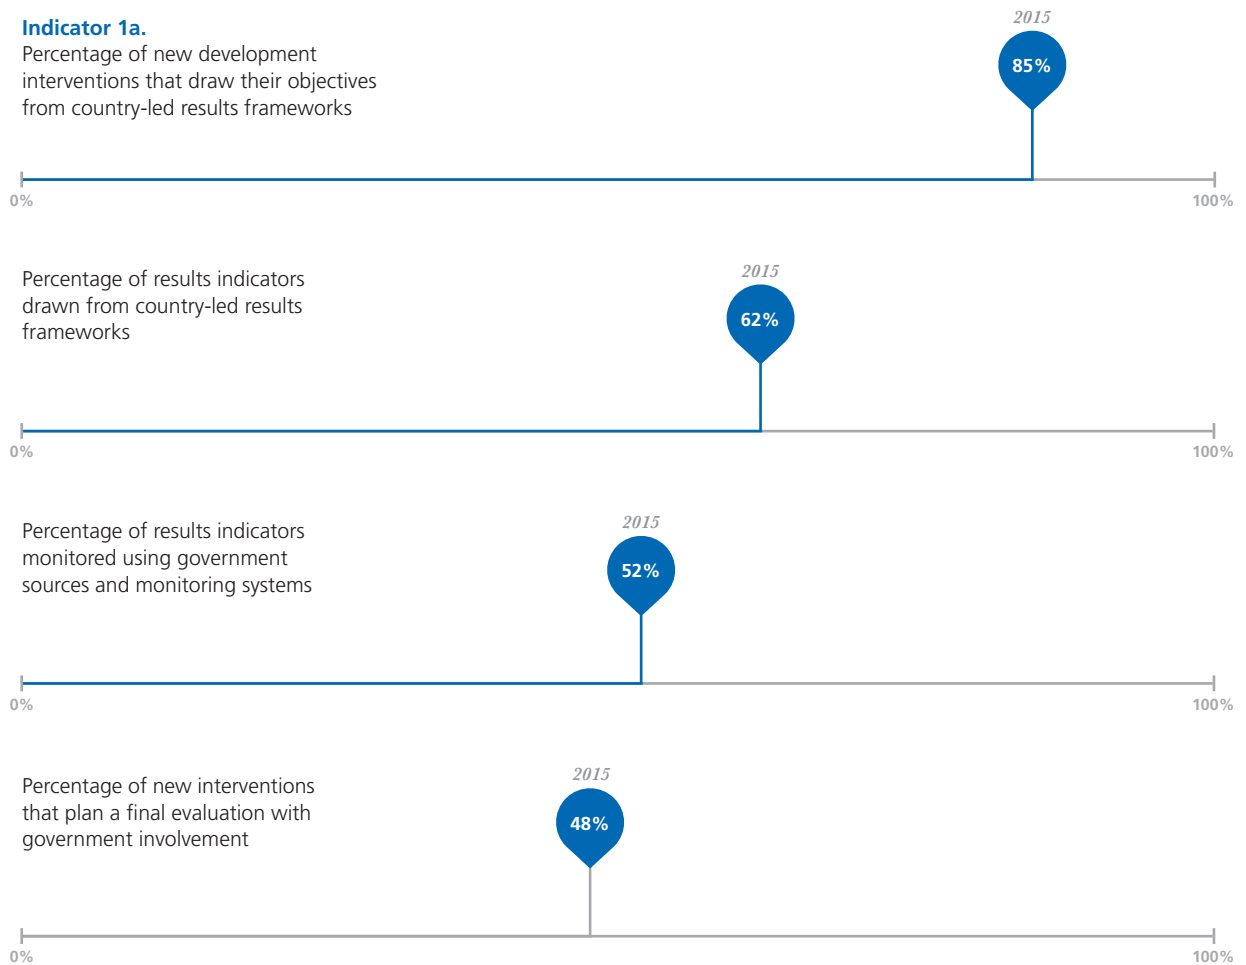 Indicator 1a.
Percentage of new development
interventions that draw their objectives
from country-led results frameworks
2015
85%
0%
100%
Percentage of results indicators
drawn from country-led results
frameworks
2015
62%
0%
100%
Percentage of results indicators
monitored using government
sources and monitoring systems
2015
52%
0%
100%
Percentage of new interventions
that plan a final evaluation with
government involvement
2015
48%
0%
100%